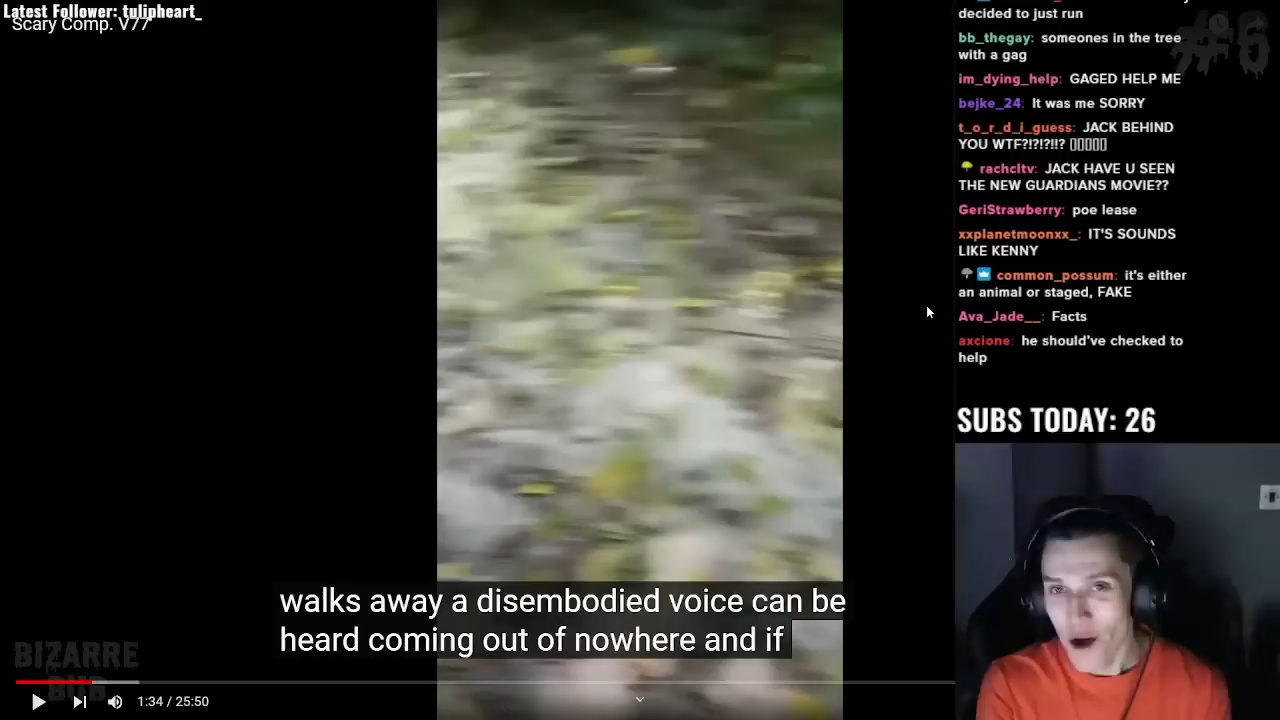 Latest Follower: tulipheart_
Scary Comp. V77
#6
decided to just run
bb_thegay: someones in the tree
with a gag
im_dying_help: GAGED HELP ME
bejke_24: It was me SORRY
t_o_r_d_i_guess: JACK BEHIND
YOU WTF?!?!?!!? ▯▯▯▯▯
rachcltv: JACK HAVE U SEEN
THE NEW GUARDIANS MOVIE??
GeriStrawberry: poe lease
xxplanetmoonxx_: IT'S SOUNDS
LIKE KENNY
common_possum: it's either
an animal or staged, FAKE
Ava_Jade__: Facts
axcione: he should've checked to
help
SUBS TODAY: 26
walks away a disembodied voice can be
heard coming out of nowhere and if
BIZARRE
BUB
1:34 / 25:50